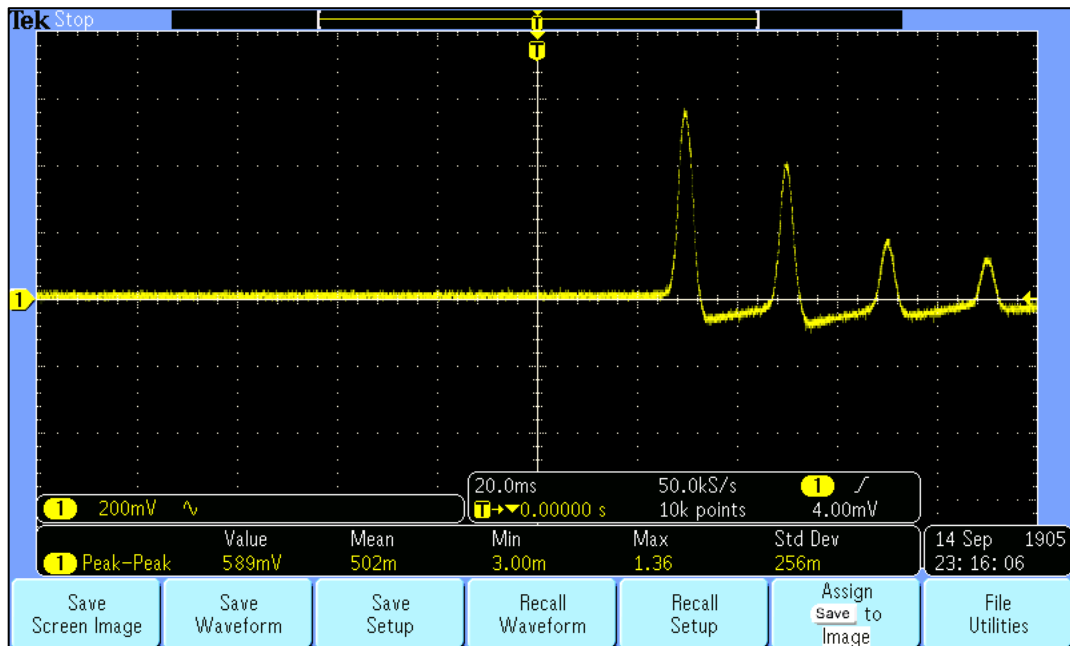 Tek Stop
T
T
1
20.0ms 50.0kS/s 1
1 200mV T→▼0.00000 s 10k points 4.00mV
Value Mean Min Max Std Dev
1 Peak-Peak 589mV 502m 3.00m 1.36 256m
14 Sep 1905
23:16:06
Save Screen Image
Save Waveform
Save Setup
Recall Waveform
Recall Setup
Assign Save to Image
File Utilities